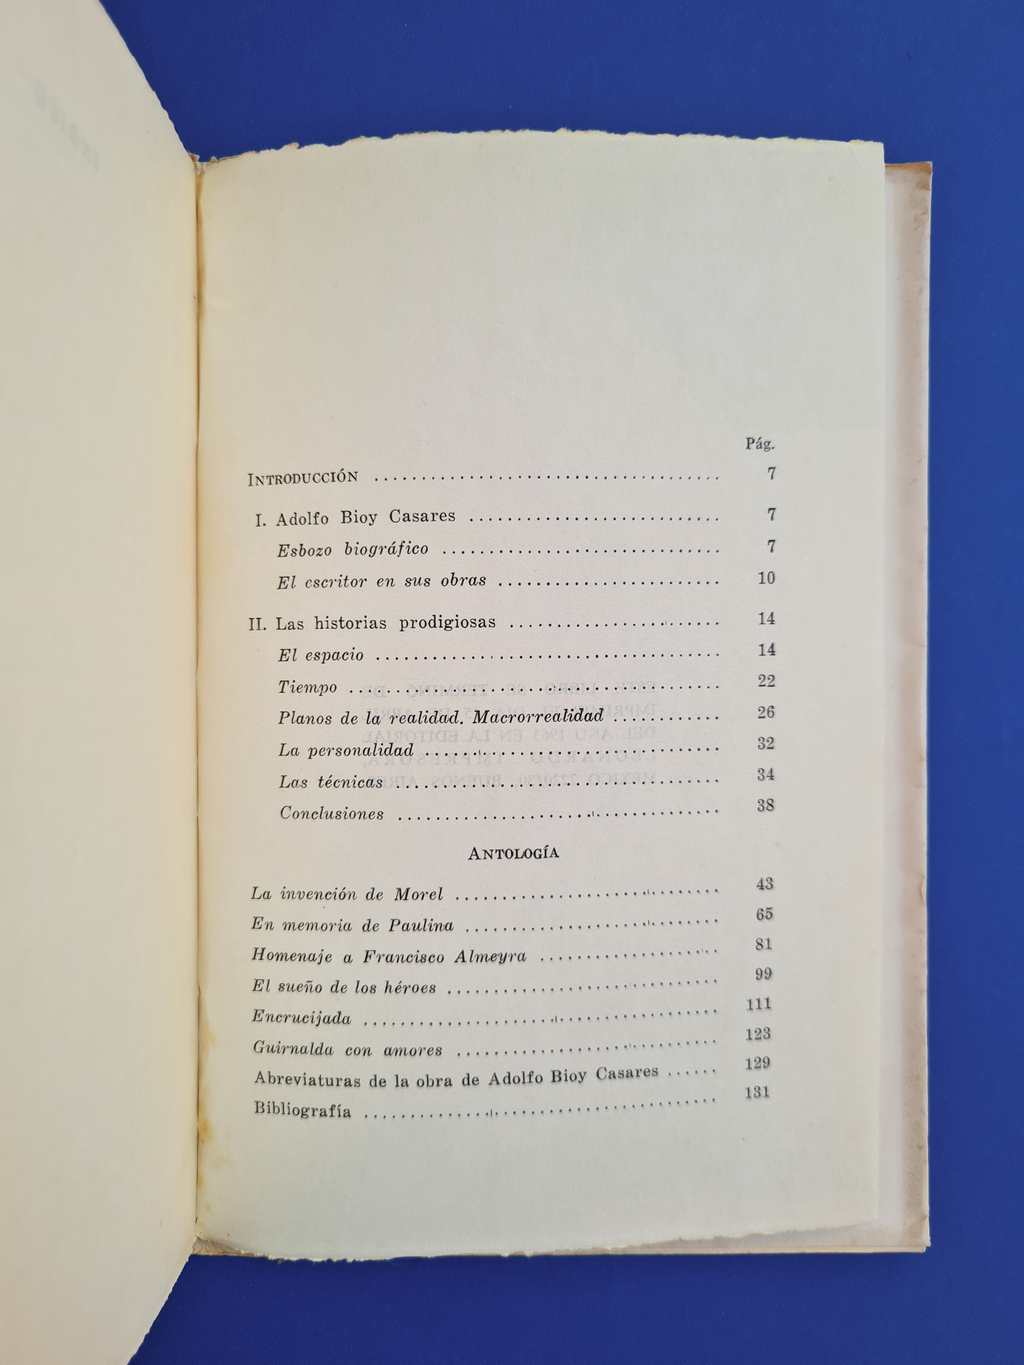 Pág.
INTRODUCCIÓN ..................................... 7
I. Adolfo Bioy Casares ........................... 7
Esbozo biográfico .............................. 7
El escritor en sus obras ........................ 10
II. Las historias prodigiosas ....................... 14
El espacio ..................................... 14
Tiempo ........................................ 22
Planos de la realidad. Macrorrealidad ............ 26
La personalidad ................................ 32
Las técnicas ................................... 34
Conclusiones .................................. 38
ANTOLOGÍA
La invención de Morel ............................ 43
En memoria de Paulina ........................... 65
Homenaje a Francisco Almeyra ................... 81
El sueño de los héroes ............................. 99
Encrucijada ...................................... 111
Guirnalda con amores ............................ 123
Abreviaturas de la obra de Adolfo Bioy Casares ...... 129
Bibliografía ...................................... 131